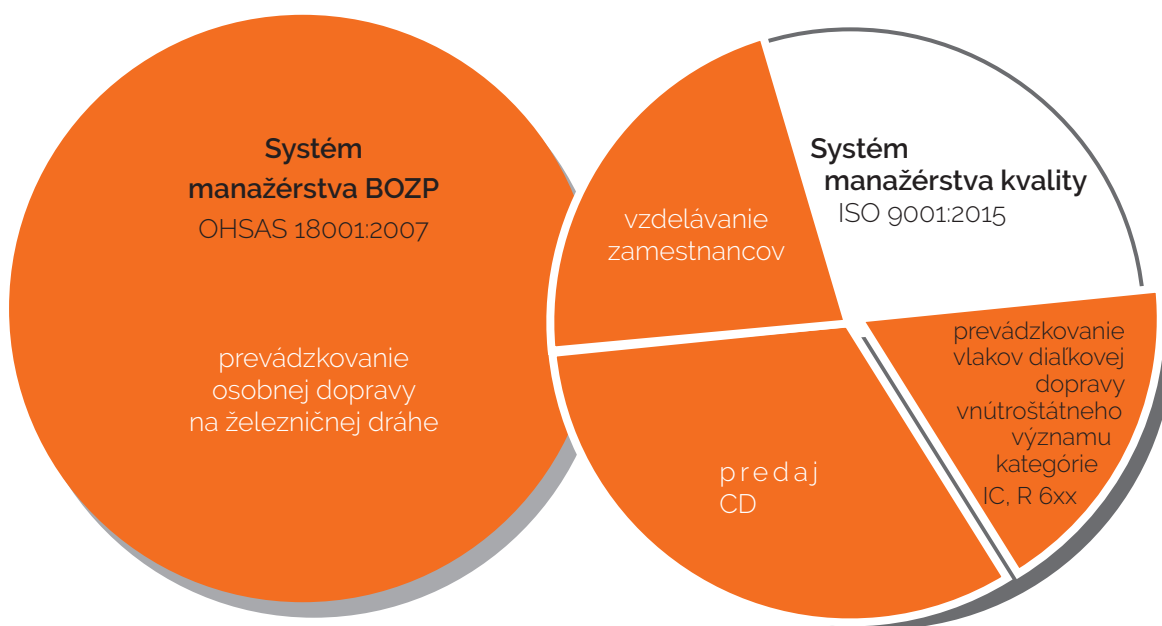 Systém
manažérstva BOZP
OHSAS 18001:2007
prevádzkovanie
osobnej dopravy
na železničnej dráhe
vzdelávanie
zamestnancov
Systém
manažérstva kvality
ISO 9001:2015
prevádzkovanie
vlakov diaľkovej
dopravy
vnútroštátneho
významu
kategórie
IC, R 6xx
predaj
CD